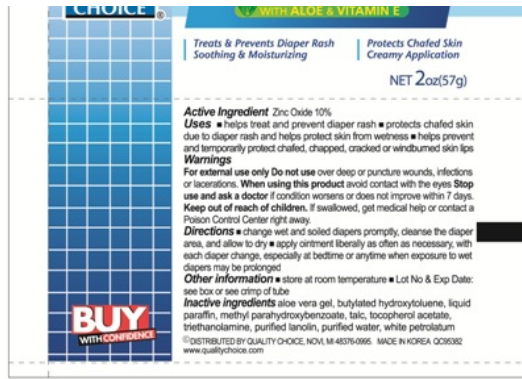 CHOICE ®
WITH ALOE & VITAMIN E
Treats & Prevents Diaper Rash
Soothing & Moisturizing
Protects Chafed Skin
Creamy Application
NET 2oz(57g)
Active Ingredient Zinc Oxide 10%
Uses ■ helps treat and prevent diaper rash ■ protects chafed skin
due to diaper rash and helps protect skin from wetness ■ helps prevent
and temporarily protect chafed, chapped, cracked or windburned skin lips
Warnings
For external use only Do not use over deep or puncture wounds, infections
or lacerations. When using this product avoid contact with the eyes Stop
use and ask a doctor if condition worsens or does not improve within 7 days.
Keep out of reach of children. If swallowed, get medical help or contact a
Poison Control Center right away.
Directions ■ change wet and soiled diapers promptly, cleanse the diaper
area, and allow to dry ■ apply ointment liberally as often as necessary, with
each diaper change, especially at bedtime or anytime when exposure to wet
diapers may be prolonged
Other information ■ store at room temperature ■ Lot No & Exp Date:
see box or see crimp of tube
Inactive ingredients aloe vera gel, butylated hydroxytoluene, liquid
paraffin, methyl parahydroxybenzoate, talc, tocopherol acetate,
triethanolamine, purified lanolin, purified water, white petrolatum
©DISTRIBUTED BY QUALITY CHOICE, NOVI, MI 48376-0995. MADE IN KOREA QC95382
www.qualitychoice.com
BUY
WITH CONFIDENCE